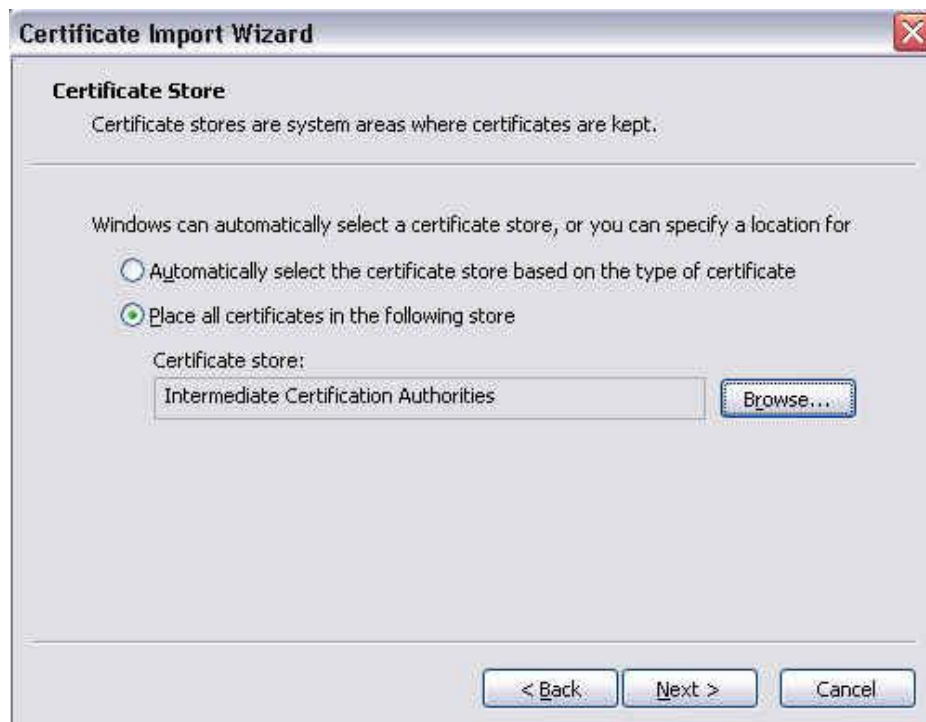 Certificate Import Wizard
Certificate Store
Certificate stores are system areas where certificates are kept.
Windows can automatically select a certificate store, or you can specify a location for
Automatically select the certificate store based on the type of certificate
Place all certificates in the following store
Certificate store:
Intermediate Certification Authorities
Browse...
< Back
Next >
Cancel